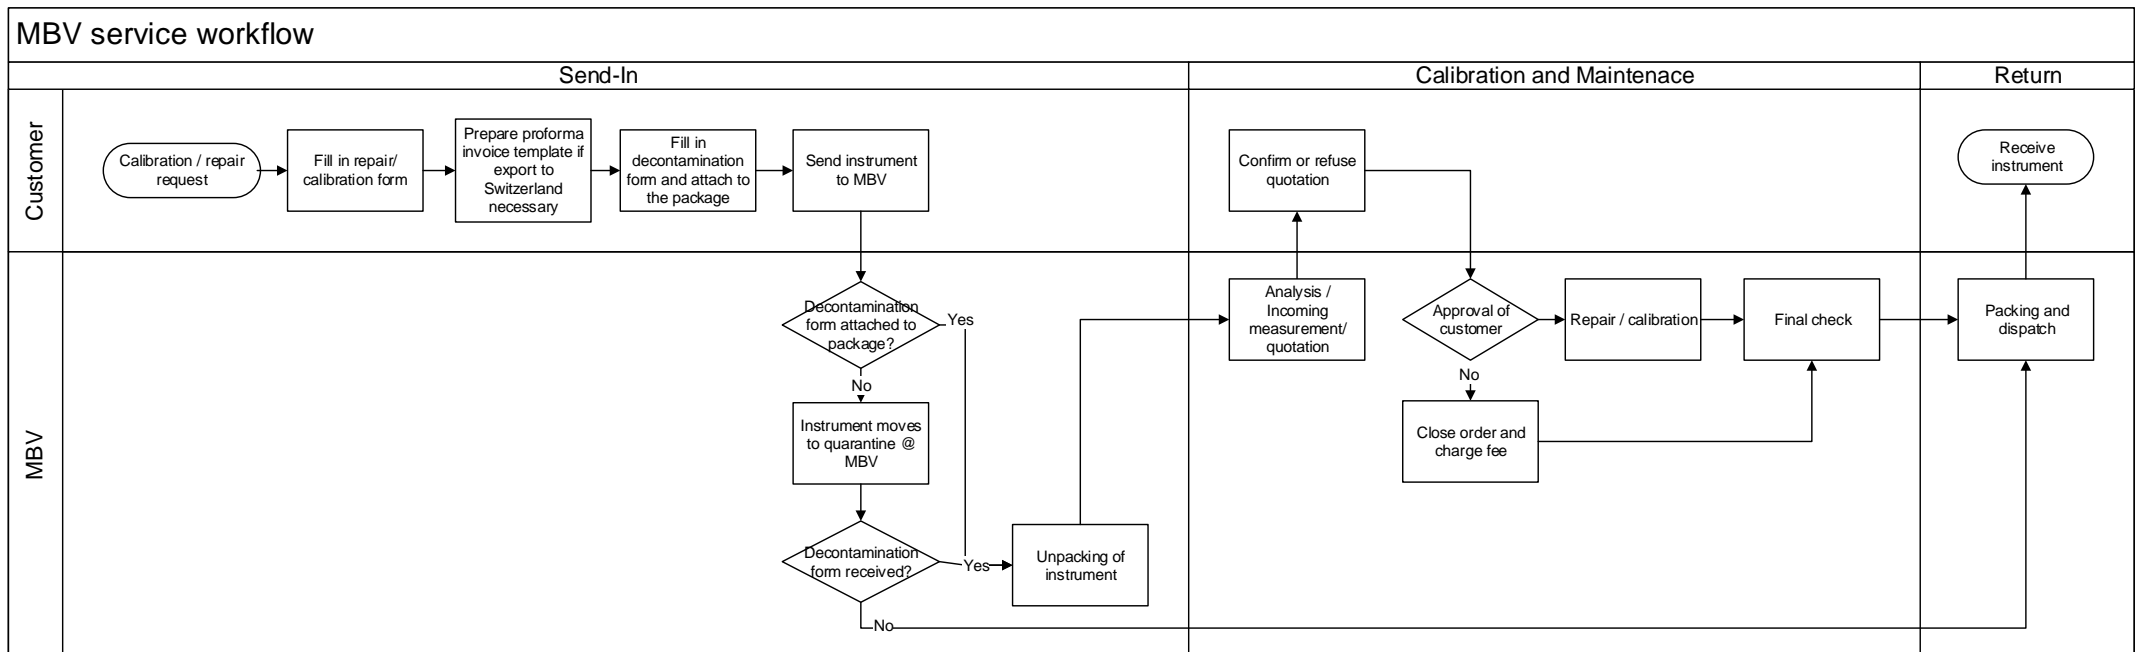 MBV service workflow
Send-In
Calibration and Maintenace
Return
Customer
Calibration / repair
request
Fill in repair/
calibration form
Prepare proforma
invoice template if
export to
Switzerland
necessary
Fill in
decontamination
form and attach to
the package
Send instrument
to MBV
Confirm or refuse
quotation
Receive
instrument
MBV
Decontamination
form attached to
package?
Yes
No
Instrument moves
to quarantine @
MBV
Decontamination
form received?
Yes
No
Unpacking of
instrument
Analysis /
Incoming
measurement/
quotation
Approval of
customer
No
Close order and
charge fee
Repair / calibration
Final check
Packing and
dispatch